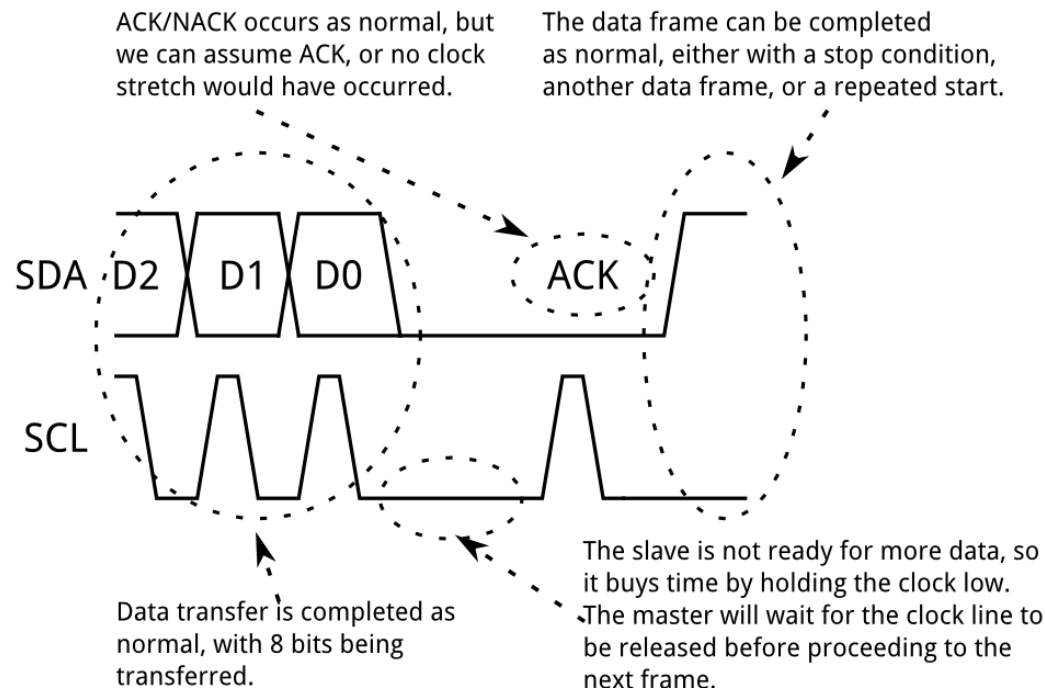 ACK/NACK occurs as normal, but
we can assume ACK, or no clock
stretch would have occurred.
The data frame can be completed
as normal, either with a stop condition,
another data frame, or a repeated start.
SDA
D2
D1
D0
ACK
SCL
Data transfer is completed as
normal, with 8 bits being
transferred.
The slave is not ready for more data, so
it buys time by holding the clock low.
The master will wait for the clock line to
be released before proceeding to the
next frame.